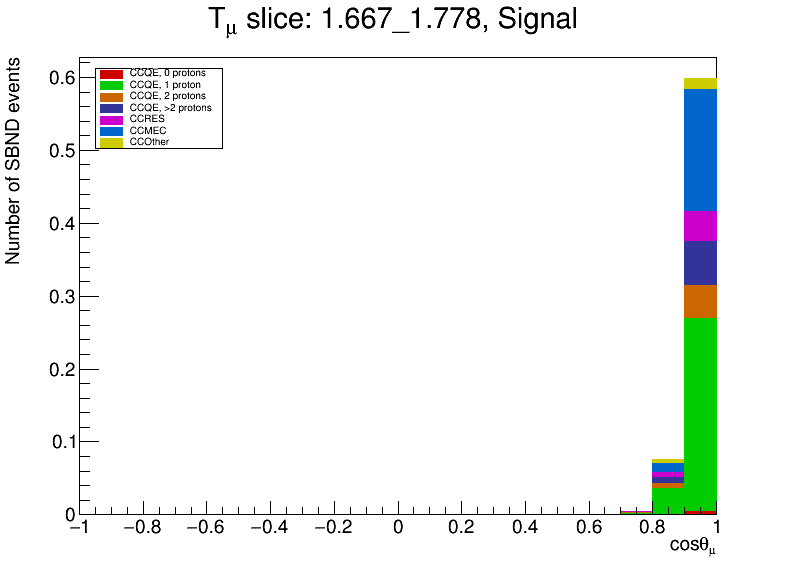 Tμ slice: 1.667_1.778, Signal
Number of SBND events
CCQE, 0 protons
CCQE, 1 proton
CCQE, 2 protons
CCQE, >2 protons
CCRES
CCMEC
CCOther
0.6
0.5
0.4
0.3
0.2
0.1
0
−1 −0.8 −0.6 −0.4 −0.2 0 0.2 0.4 0.6 0.8 1
cosθμ